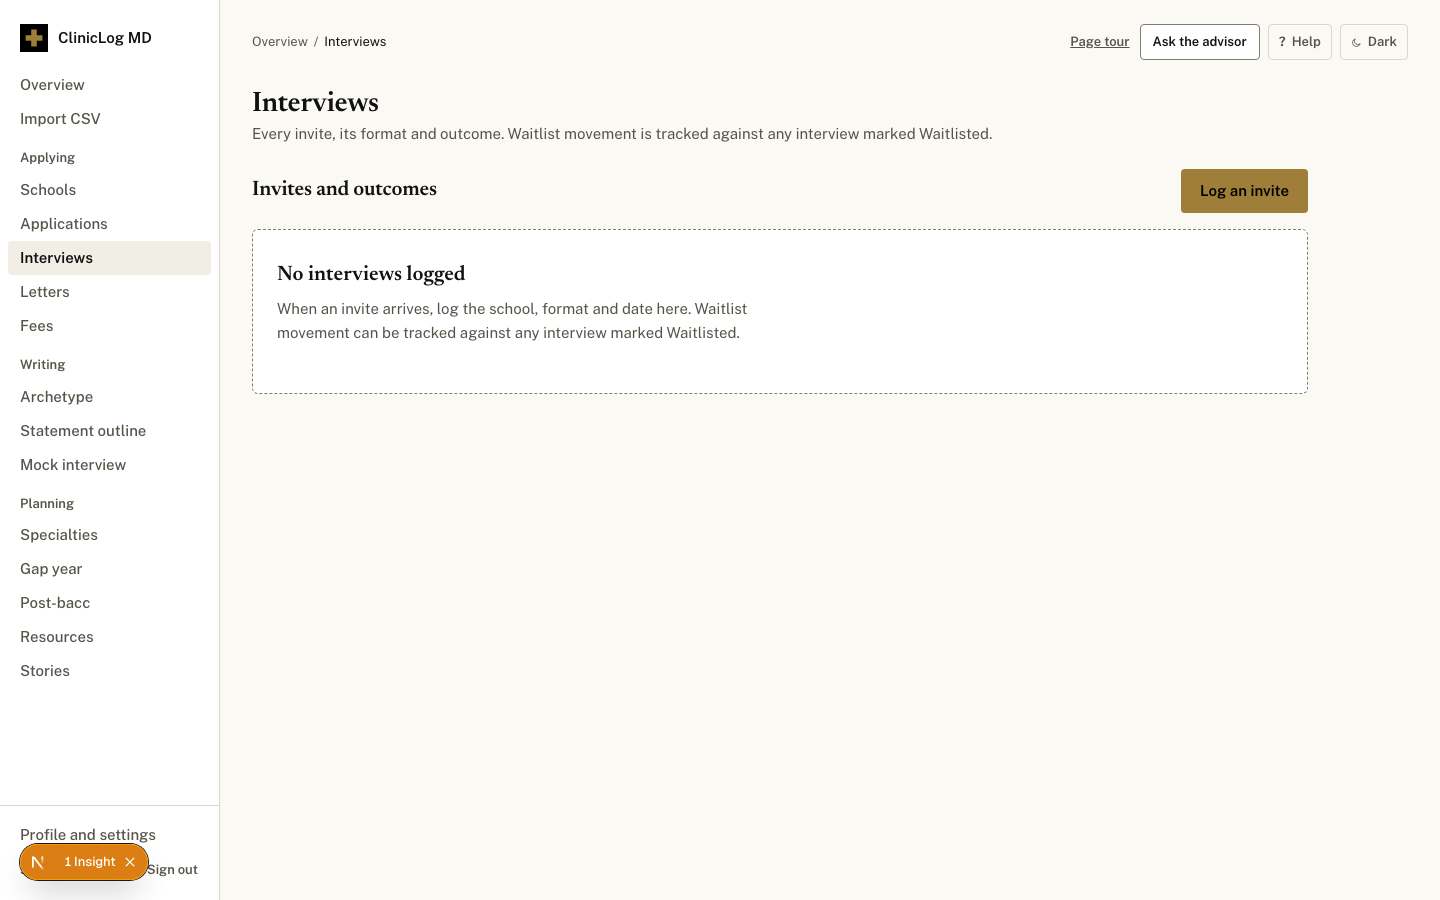 ClinicLog MD
Overview
Import CSV
Applying
Schools
Applications
Interviews
Letters
Fees
Writing
Archetype
Statement outline
Mock interview
Planning
Specialties
Gap year
Post-bacc
Resources
Stories
Profile and settings
1 Insight
Sign out
Overview / Interviews
Page tour
Ask the advisor
? Help
Dark
Interviews
Every invite, its format and outcome. Waitlist movement is tracked against any interview marked Waitlisted.
Invites and outcomes
Log an invite
No interviews logged
When an invite arrives, log the school, format and date here. Waitlist
movement can be tracked against any interview marked Waitlisted.